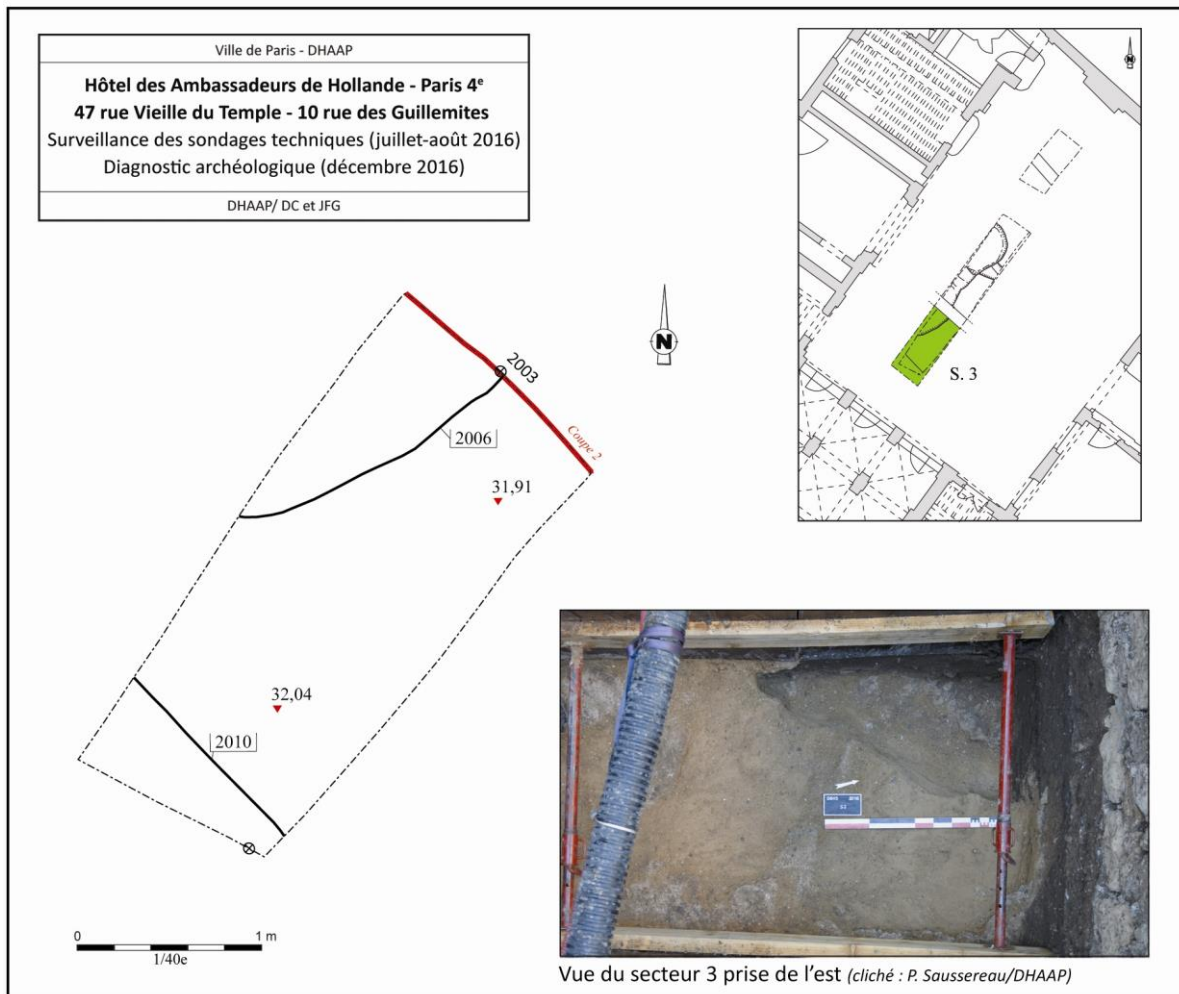 Ville de Paris - DHAAP
Hôtel des Ambassadeurs de Hollande - Paris 4e
47 rue Vieille du Temple - 10 rue des Guillemites
Surveillance des sondages techniques (juillet-août 2016)
Diagnostic archéologique (décembre 2016)
DHAAP/ DC et JFG
N
S. 3
2003
2006
Coupe 2
31,91
N
32,04
2010
0 1 m
1/40e
Vue du secteur 3 prise de l'est (cliché : P. Saussereau/DHAAP)